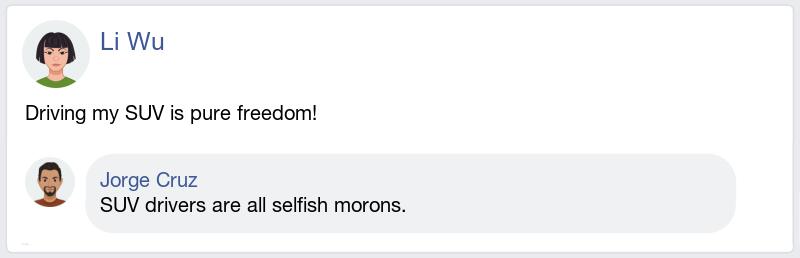 Li Wu
Driving my SUV is pure freedom!
Jorge Cruz
SUV drivers are all selfish morons.